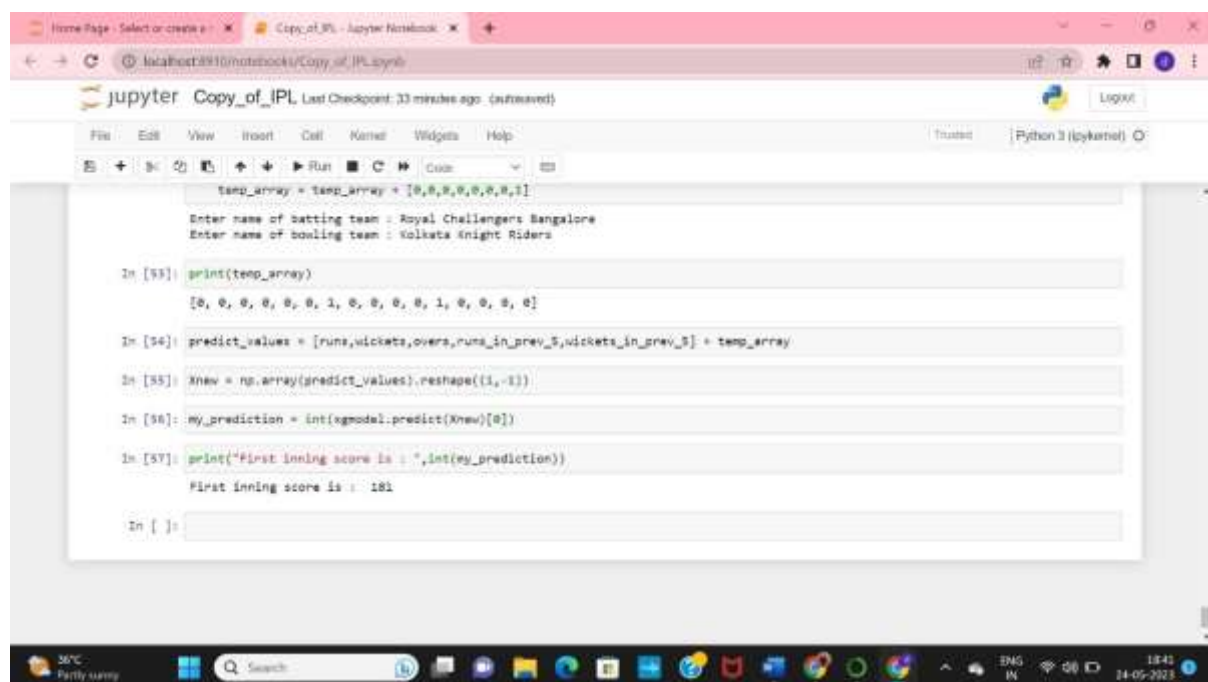 Home Page - Select or create a
Copy_of_IPL - Jupyter Notebook
localhost:8910/notebooks/Copy_of_IPL.ipynb
jupyter Copy_of_IPL Last Checkpoint: 33 minutes ago (autosaved)
Logout
File Edit View Insert Cell Kernel Widgets Help
Trusted
Python 3 (ipykernel)
Run
Code
temp_array = temp_array + [0,0,0,0,0,0,0,1]
Enter name of batting team : Royal Challengers Bangalore
Enter name of bowling team : Kolkata Knight Riders
In [53]: print(temp_array)
[0, 0, 0, 0, 0, 0, 1, 0, 0, 0, 0, 1, 0, 0, 0, 0]
In [54]: predict_values = [runs,wickets,overs,runs_in_prev_5,wickets_in_prev_5] + temp_array
In [55]: Xnew = np.array(predict_values).reshape((1,-1))
In [56]: my_prediction = int(xgmodel.predict(Xnew)[0])
In [57]: print("First inning score is : ",int(my_prediction))
First inning score is :  181
In [ ]:
36°C
Partly sunny
Search
ENG
IN
18:41
24-05-2023